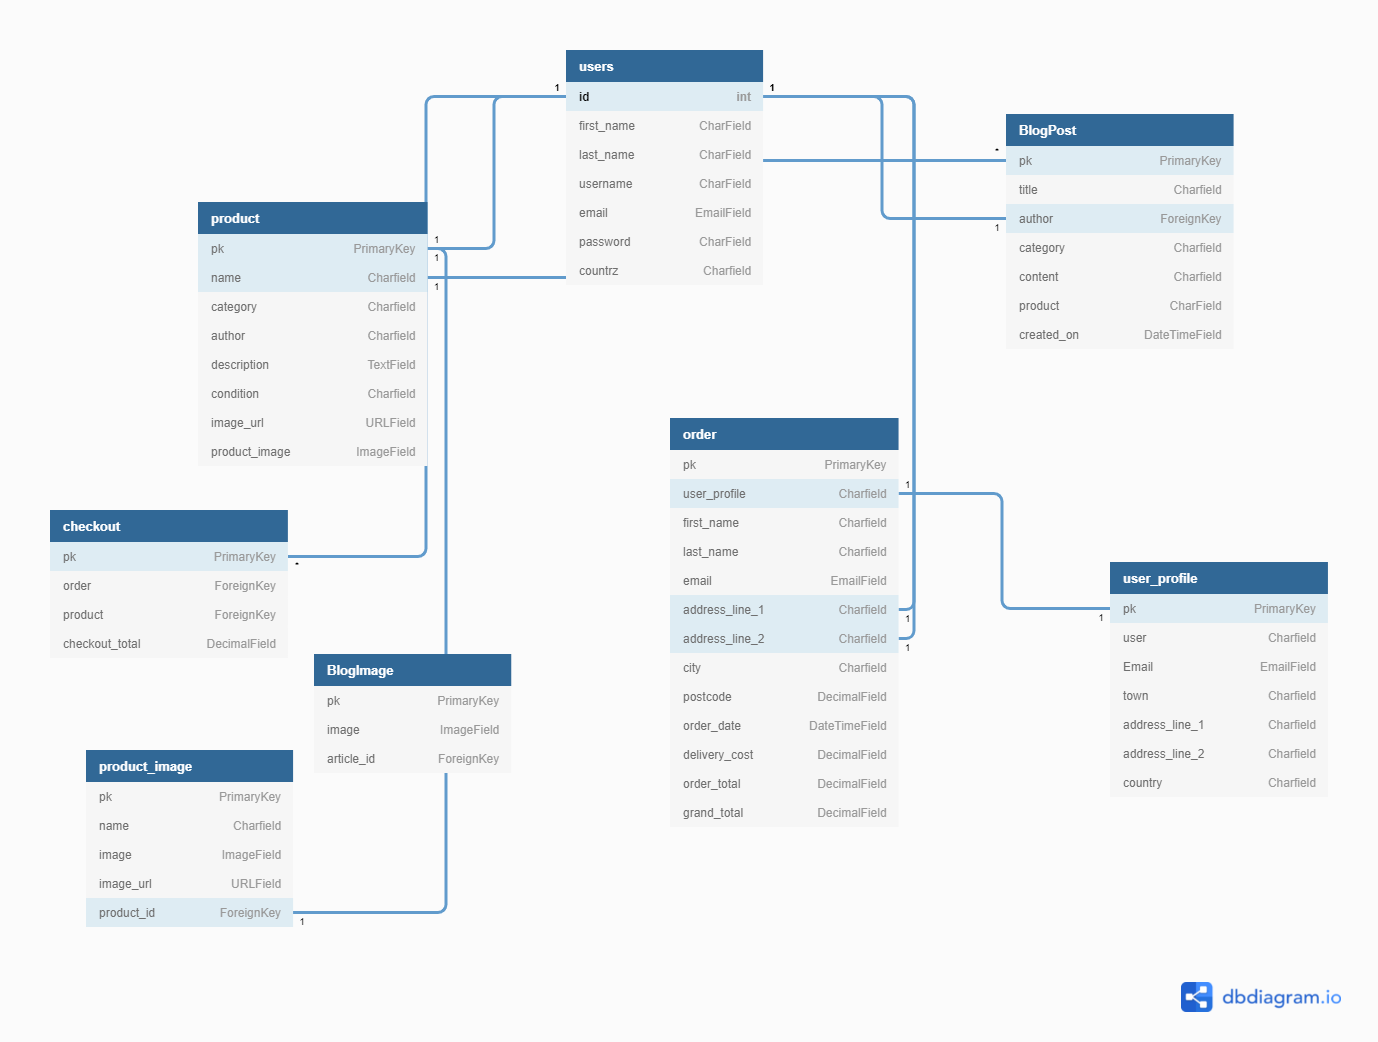 users
1
id int
1
first_name CharField
last_name CharField
username CharField
email EmailField
password CharField
countrz Charfield
BlogPost
*
pk PrimaryKey
title Charfield
author ForeignKey
1
category Charfield
content Charfield
product CharField
created_on DateTimeField
product
pk PrimaryKey
1
1
name Charfield
1
category Charfield
author Charfield
description TextField
condition Charfield
image_url URLField
product_image ImageField
order
pk PrimaryKey
user_profile Charfield
1
first_name Charfield
last_name Charfield
email EmailField
address_line_1 Charfield
1
address_line_2 Charfield
1
city Charfield
postcode DecimalField
order_date DateTimeField
delivery_cost DecimalField
order_total DecimalField
grand_total DecimalField
checkout
pk PrimaryKey
*
order ForeignKey
product ForeignKey
checkout_total DecimalField
user_profile
pk PrimaryKey
1
user Charfield
Email EmailField
town Charfield
address_line_1 Charfield
address_line_2 Charfield
country Charfield
BlogImage
pk PrimaryKey
image ImageField
article_id ForeignKey
product_image
pk PrimaryKey
name Charfield
image ImageField
image_url URLField
product_id ForeignKey
1
dbdiagram.io